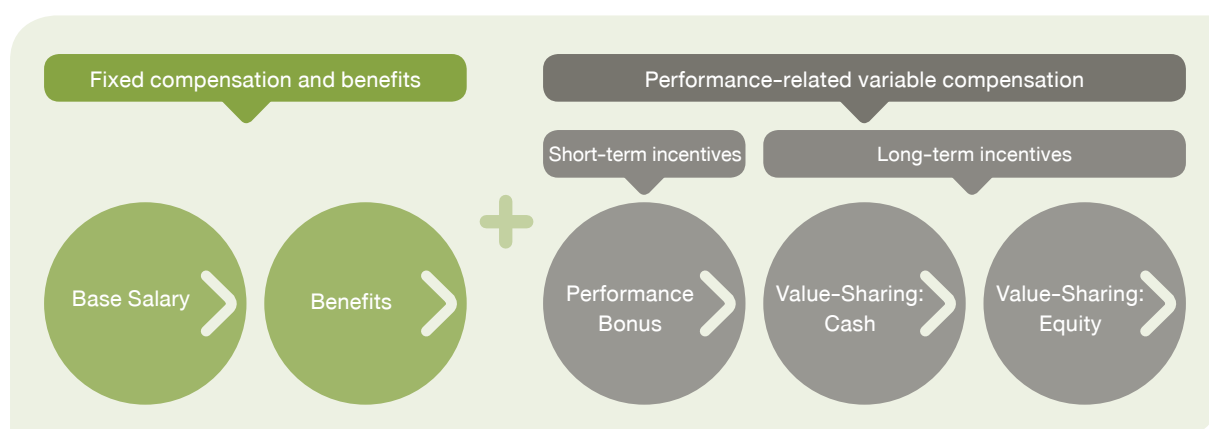 Fixed compensation and benefits
Performance-related variable compensation
Short-term incentives
Long-term incentives
Base Salary
Benefits
Performance
Bonus
Value-Sharing:
Cash
Value-Sharing:
Equity